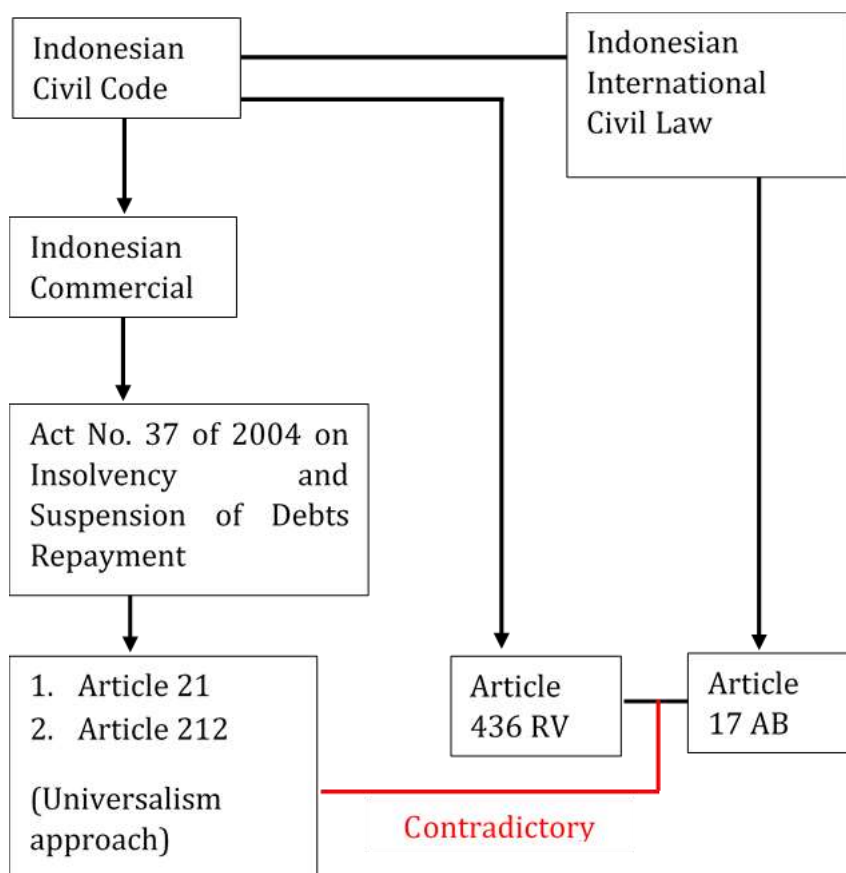 Indonesian
Civil Code
Indonesian
International
Civil Law
Indonesian
Commercial
Act No. 37 of 2004 on
Insolvency and
Suspension of Debts
Repayment
1. Article 21
2. Article 212
(Universalism
approach)
Article
436 RV
Article
17 AB
Contradictory